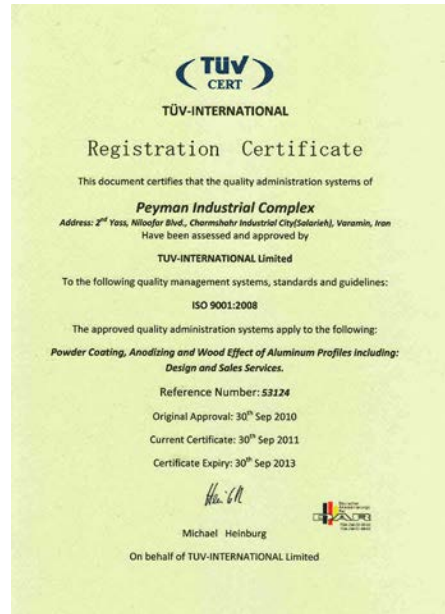 TÜV
CERT
TÜV-INTERNATIONAL
Registration Certificate
This document certifies that the quality administration systems of
Peyman Industrial Complex
Address: 2nd Yass, Niloofar Blvd., Charmshahr Industrial City(Salarieh), Varamin, Iran
Have been assessed and approved by
TUV-INTERNATIONAL Limited
To the following quality management systems, standards and guidelines:
ISO 9001:2008
The approved quality administration systems apply to the following:
Powder Coating, Anodizing and Wood Effect of Aluminum Profiles including:
Design and Sales Services.
Reference Number: 53124
Original Approval: 30th Sep 2010
Current Certificate: 30th Sep 2011
Certificate Expiry: 30th Sep 2013
Michael Heinburg
On behalf of TUV-INTERNATIONAL Limited